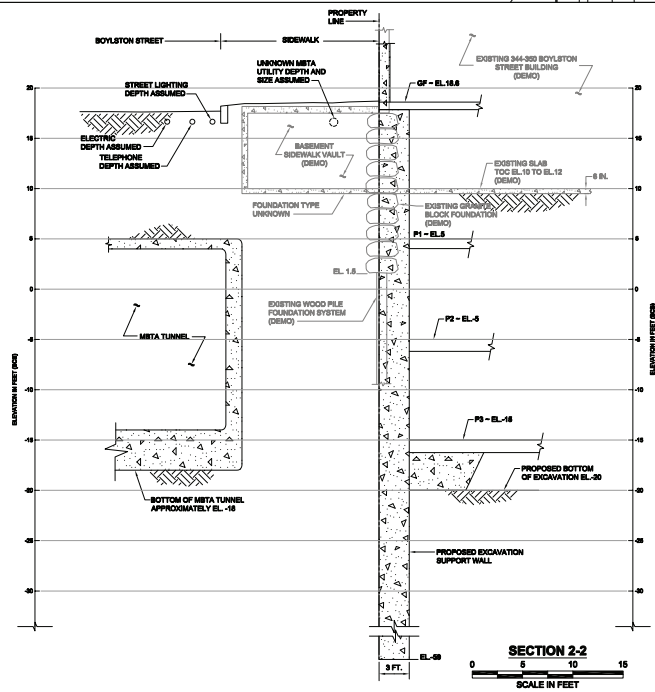 PROPERTY
LINE
BOYLSTON STREET
SIDEWALK
UNKNOWN MBTA
UTILITY DEPTH AND
SIZE ASSUMED
EXISTING 344-350 BOYLSTON
STREET BUILDING
(DEMO)
STREET LIGHTING
DEPTH ASSUMED
GF ~ EL.18.6
ELECTRIC
DEPTH ASSUMED
TELEPHONE
DEPTH ASSUMED
BASEMENT
SIDEWALK VAULT
(DEMO)
EXISTING SLAB
TOC EL.10 TO EL.12
(DEMO)
6 IN.
FOUNDATION TYPE
UNKNOWN
EXISTING GRANITE
BLOCK FOUNDATION
(DEMO)
P1 ~ EL.5
EL. 1.5
EXISTING WOOD PILE
FOUNDATION SYSTEM
(DEMO)
MBTA TUNNEL
P2 ~ EL.-5
P3 ~ EL.-15
PROPOSED BOTTOM
OF EXCAVATION EL.-20
BOTTOM OF MBTA TUNNEL
APPROXIMATELY EL. -18
PROPOSED EXCAVATION
SUPPORT WALL
EL.-59
3 FT.
20
15
10
5
0
-5
-10
-15
-20
-25
-30
ELEVATION IN FEET (BCB)
20
15
10
5
0
-5
-10
-15
-20
-25
-30
ELEVATION IN FEET (BCB)
SECTION 2-2
0 5 10 15
SCALE IN FEET